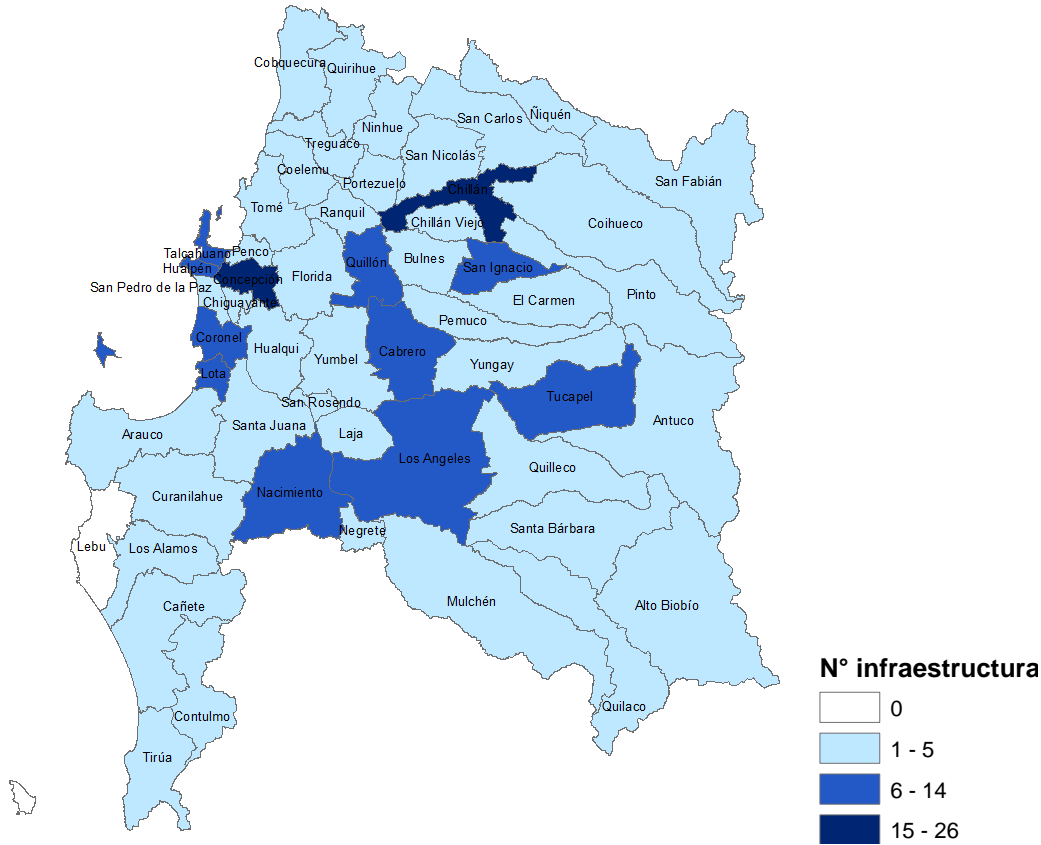 Cobquecura
Quirihue
Ñiquén
San Carlos
Ninhue
Treguaco
San Nicolás
Coelemu
Portezuelo
San Fabián
Chillán
Tomé
Ranquil
Chillán Viejo
Coihueco
Talcahuano
Penco
Hualpén
Quillón
Bulnes
San Ignacio
Concepción
Florida
San Pedro de la Paz
Chiguayante
El Carmen
Pinto
Pemuco
Coronel
Hualqui
Yumbel
Cabrero
Yungay
Lota
Tucapel
San Rosendo
Antuco
Santa Juana
Arauco
Laja
Los Angeles
Quilleco
Nacimiento
Curanilahue
Negrete
Santa Bárbara
Lebu
Los Alamos
Mulchén
Cañete
Alto Biobío
Quilaco
Contulmo
Tirúa
N° infraestructura
0
1 - 5
6 - 14
15 - 26